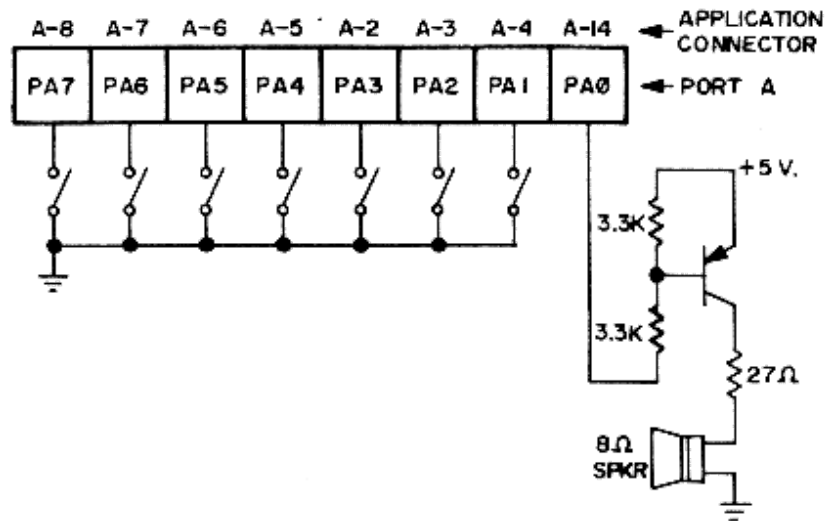 A-8 A-7 A-6 A-5 A-2 A-3 A-4 A-14
APPLICATION
CONNECTOR
PA7 PA6 PA5 PA4 PA3 PA2 PA1 PAØ
PORT A
+5 V.
3.3K
3.3K
27Ω
8Ω
SPKR